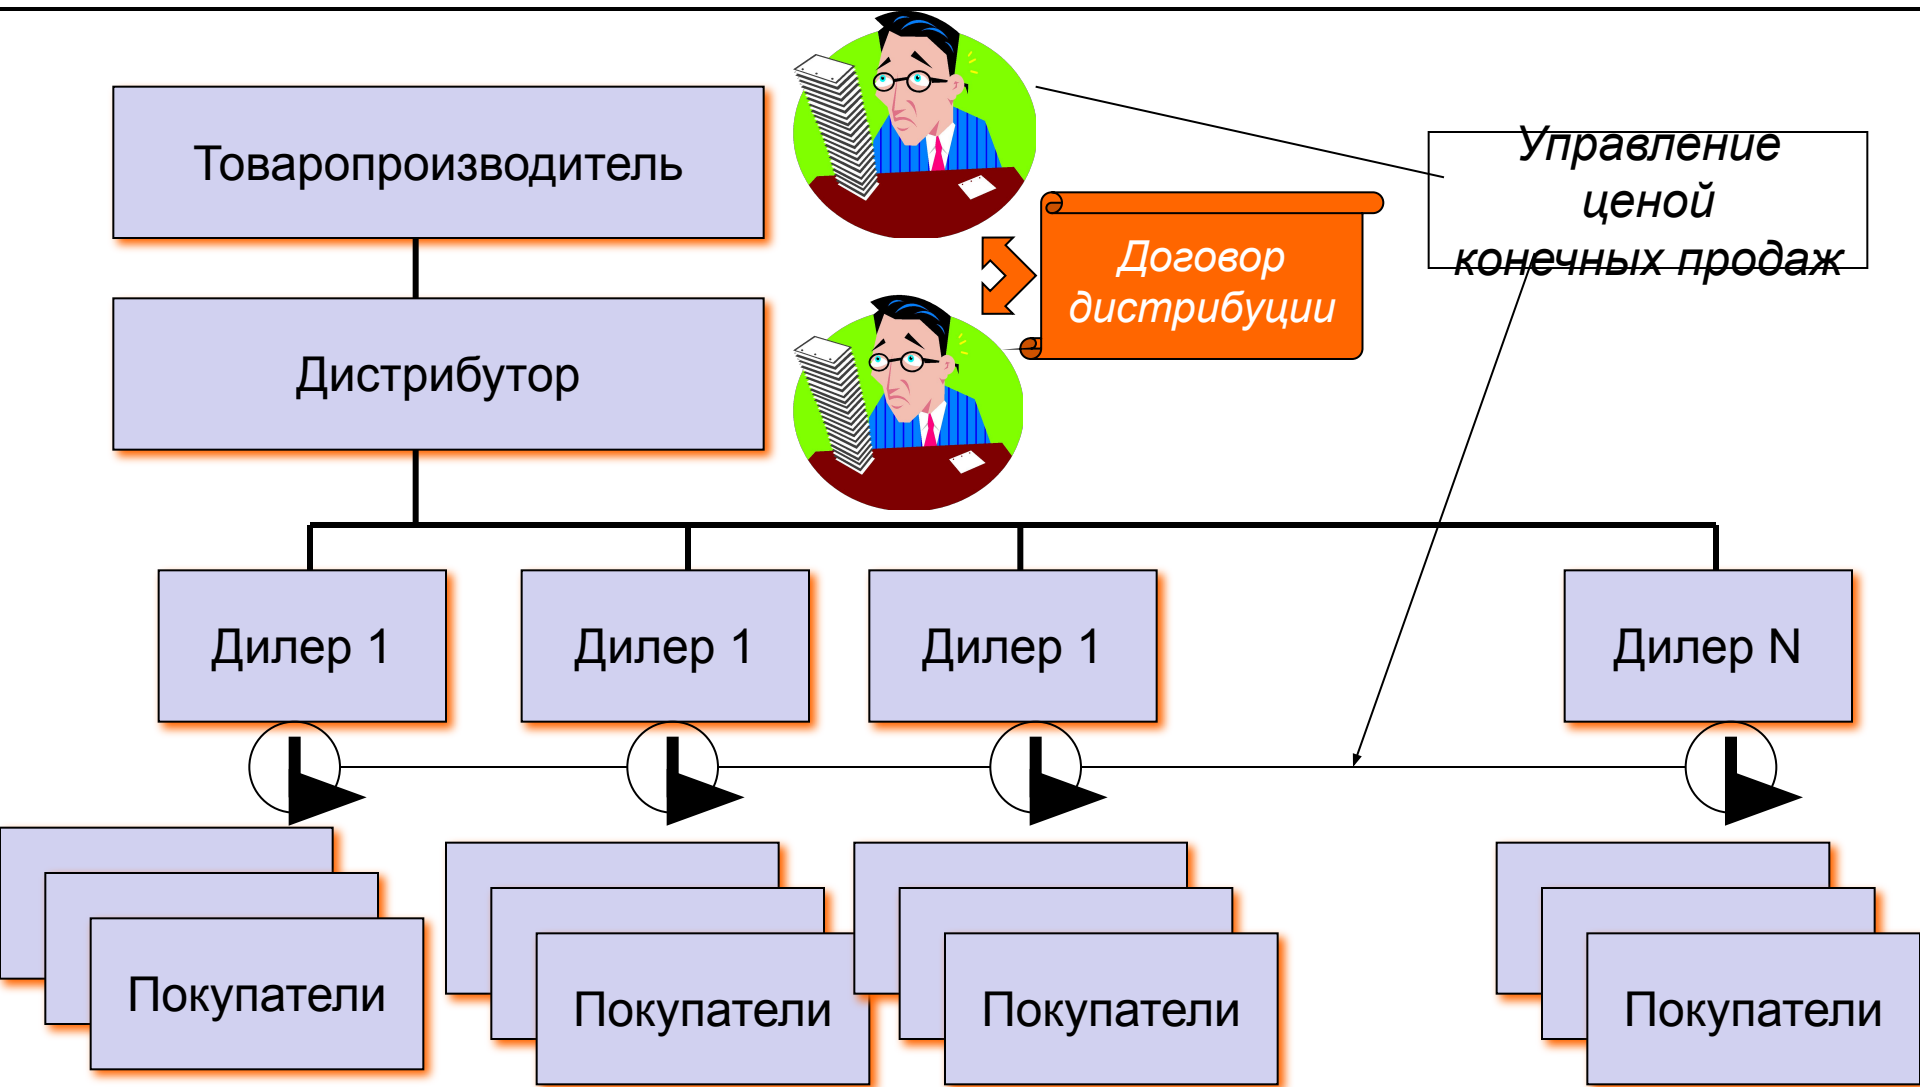 Товаропроизводитель
Управление
ценой
конечных продаж
Договор
дистрибуции
Дистрибутор
Дилер 1
Дилер 1
Дилер 1
Дилер N
Покупатели
Покупатели
Покупатели
Покупатели